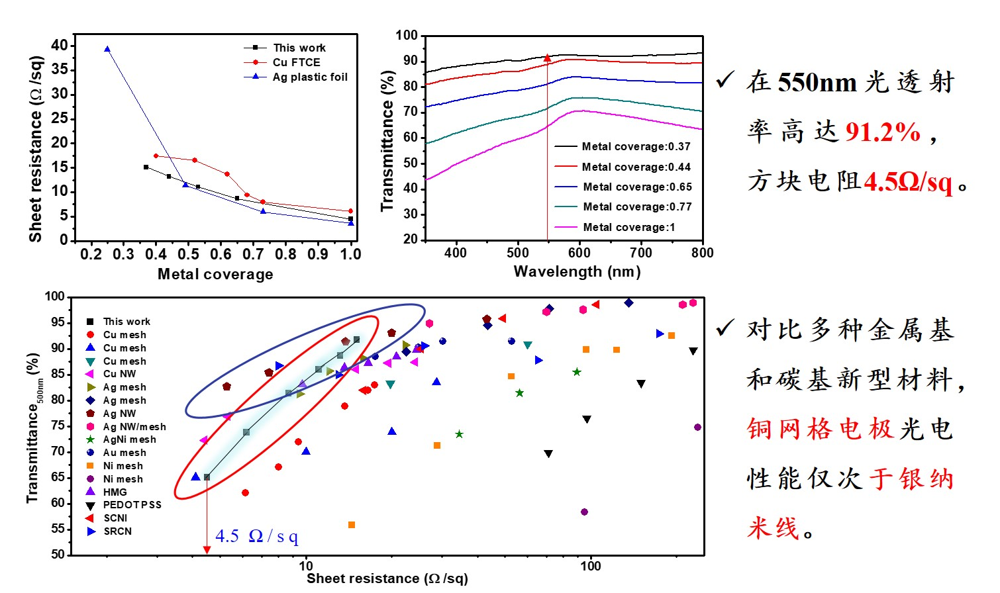 40
35
30
25
20
15
10
5
0
Sheet resistance (Ω/sq)
This work
Cu FTCE
Ag plastic foil
0.2 0.3 0.4 0.5 0.6 0.7 0.8 0.9 1.0
Metal coverage
100
90
80
70
60
50
40
30
20
Transmittance (%)
Metal coverage:0.37
Metal coverage:0.44
Metal coverage:0.65
Metal coverage:0.77
Metal coverage:1
400 500 600 700 800
Wavelength (nm)
在550nm光透射
率高达91.2%，
方块电阻4.5Ω/sq。
100
95
90
85
80
75
70
65
60
55
50
Transmittance500nm (%)
This work
Cu mesh
Cu mesh
Cu mesh
Cu NW
Ag mesh
Ag mesh
Ag NW
Ag NW/mesh
AgNi mesh
Au mesh
Ni mesh
Ni mesh
HMG
PEDOTPSS
SCNI
SRCN
4.5 Ω/sq
10 100
Sheet resistance (Ω/sq)
对比多种金属基
和碳基新型材料，
铜网格电极光电
性能仅次于银纳
米线。